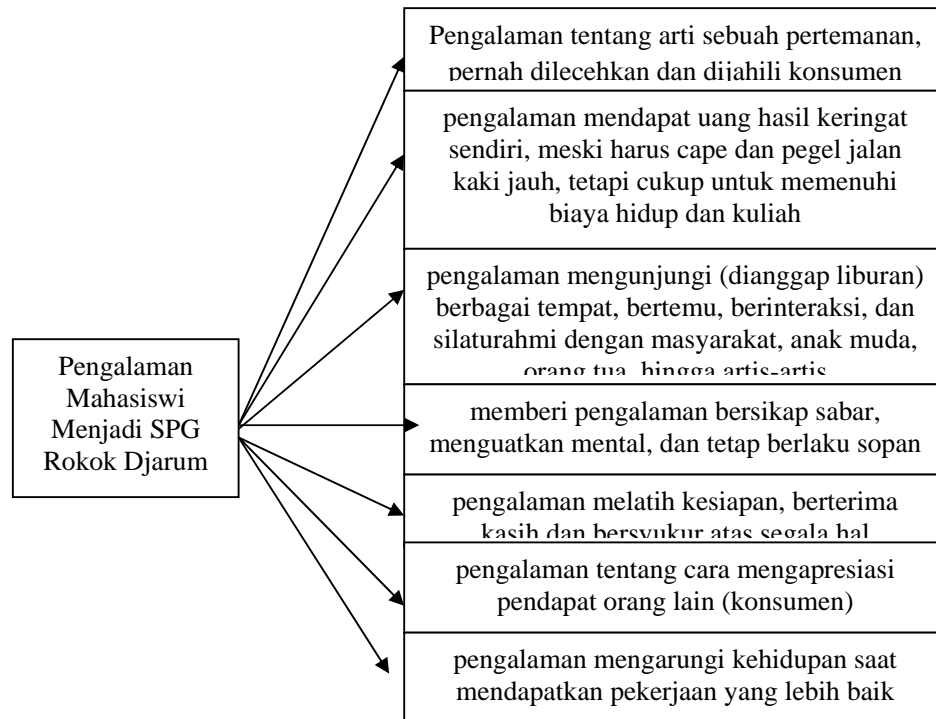 Pengalaman
Mahasiswi
Menjadi SPG
Rokok Djarum
Pengalaman tentang arti sebuah pertemanan,
pernah dilecehkan dan dijahili konsumen
pengalaman mendapat uang hasil keringat
sendiri, meski harus cape dan pegel jalan
kaki jauh, tetapi cukup untuk memenuhi
biaya hidup dan kuliah
pengalaman mengunjungi (dianggap liburan)
berbagai tempat, bertemu, berinteraksi, dan
silaturahmi dengan masyarakat, anak muda,
orang tua, hingga artis-artis
memberi pengalaman bersikap sabar,
menguatkan mental, dan tetap berlaku sopan
pengalaman melatih kesiapan, berterima
kasih dan bersyukur atas segala hal
pengalaman tentang cara mengapresiasi
pendapat orang lain (konsumen)
pengalaman mengarungi kehidupan saat
mendapatkan pekerjaan yang lebih baik